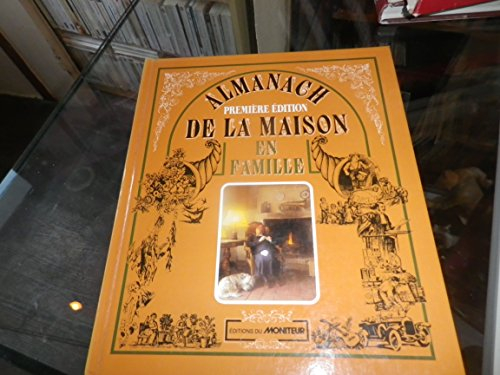 ALMANACH
PREMIÈRE ÉDITION
DE LA MAISON
EN
FAMILLE
ÉDITIONS DU MONITEUR